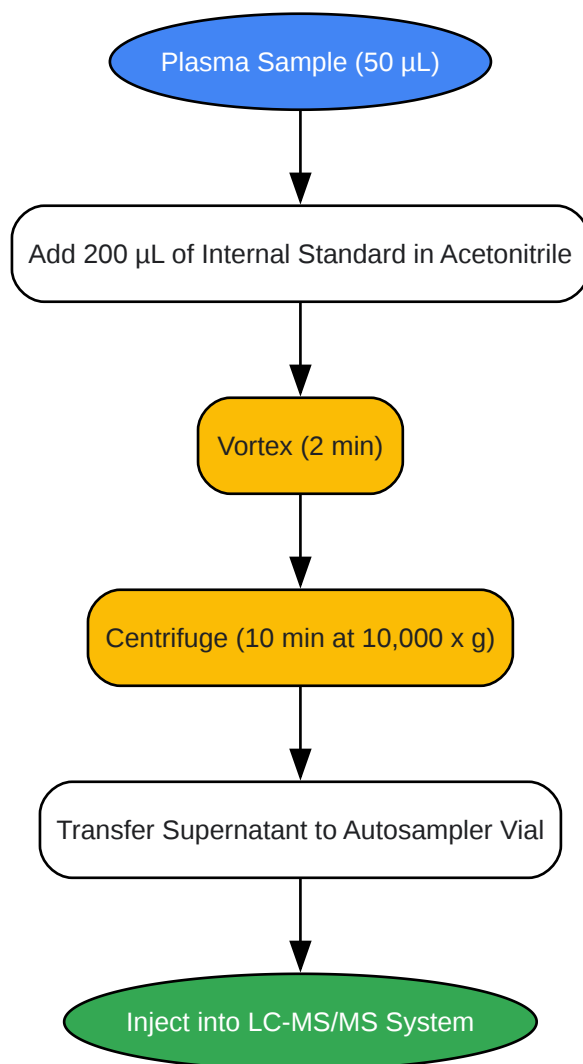 Plasma Sample (50 µL)
Add 200 µL of Internal Standard in Acetonitrile
Vortex (2 min)
Centrifuge (10 min at 10,000 x g)
Transfer Supernatant to Autosampler Vial
Inject into LC-MS/MS System